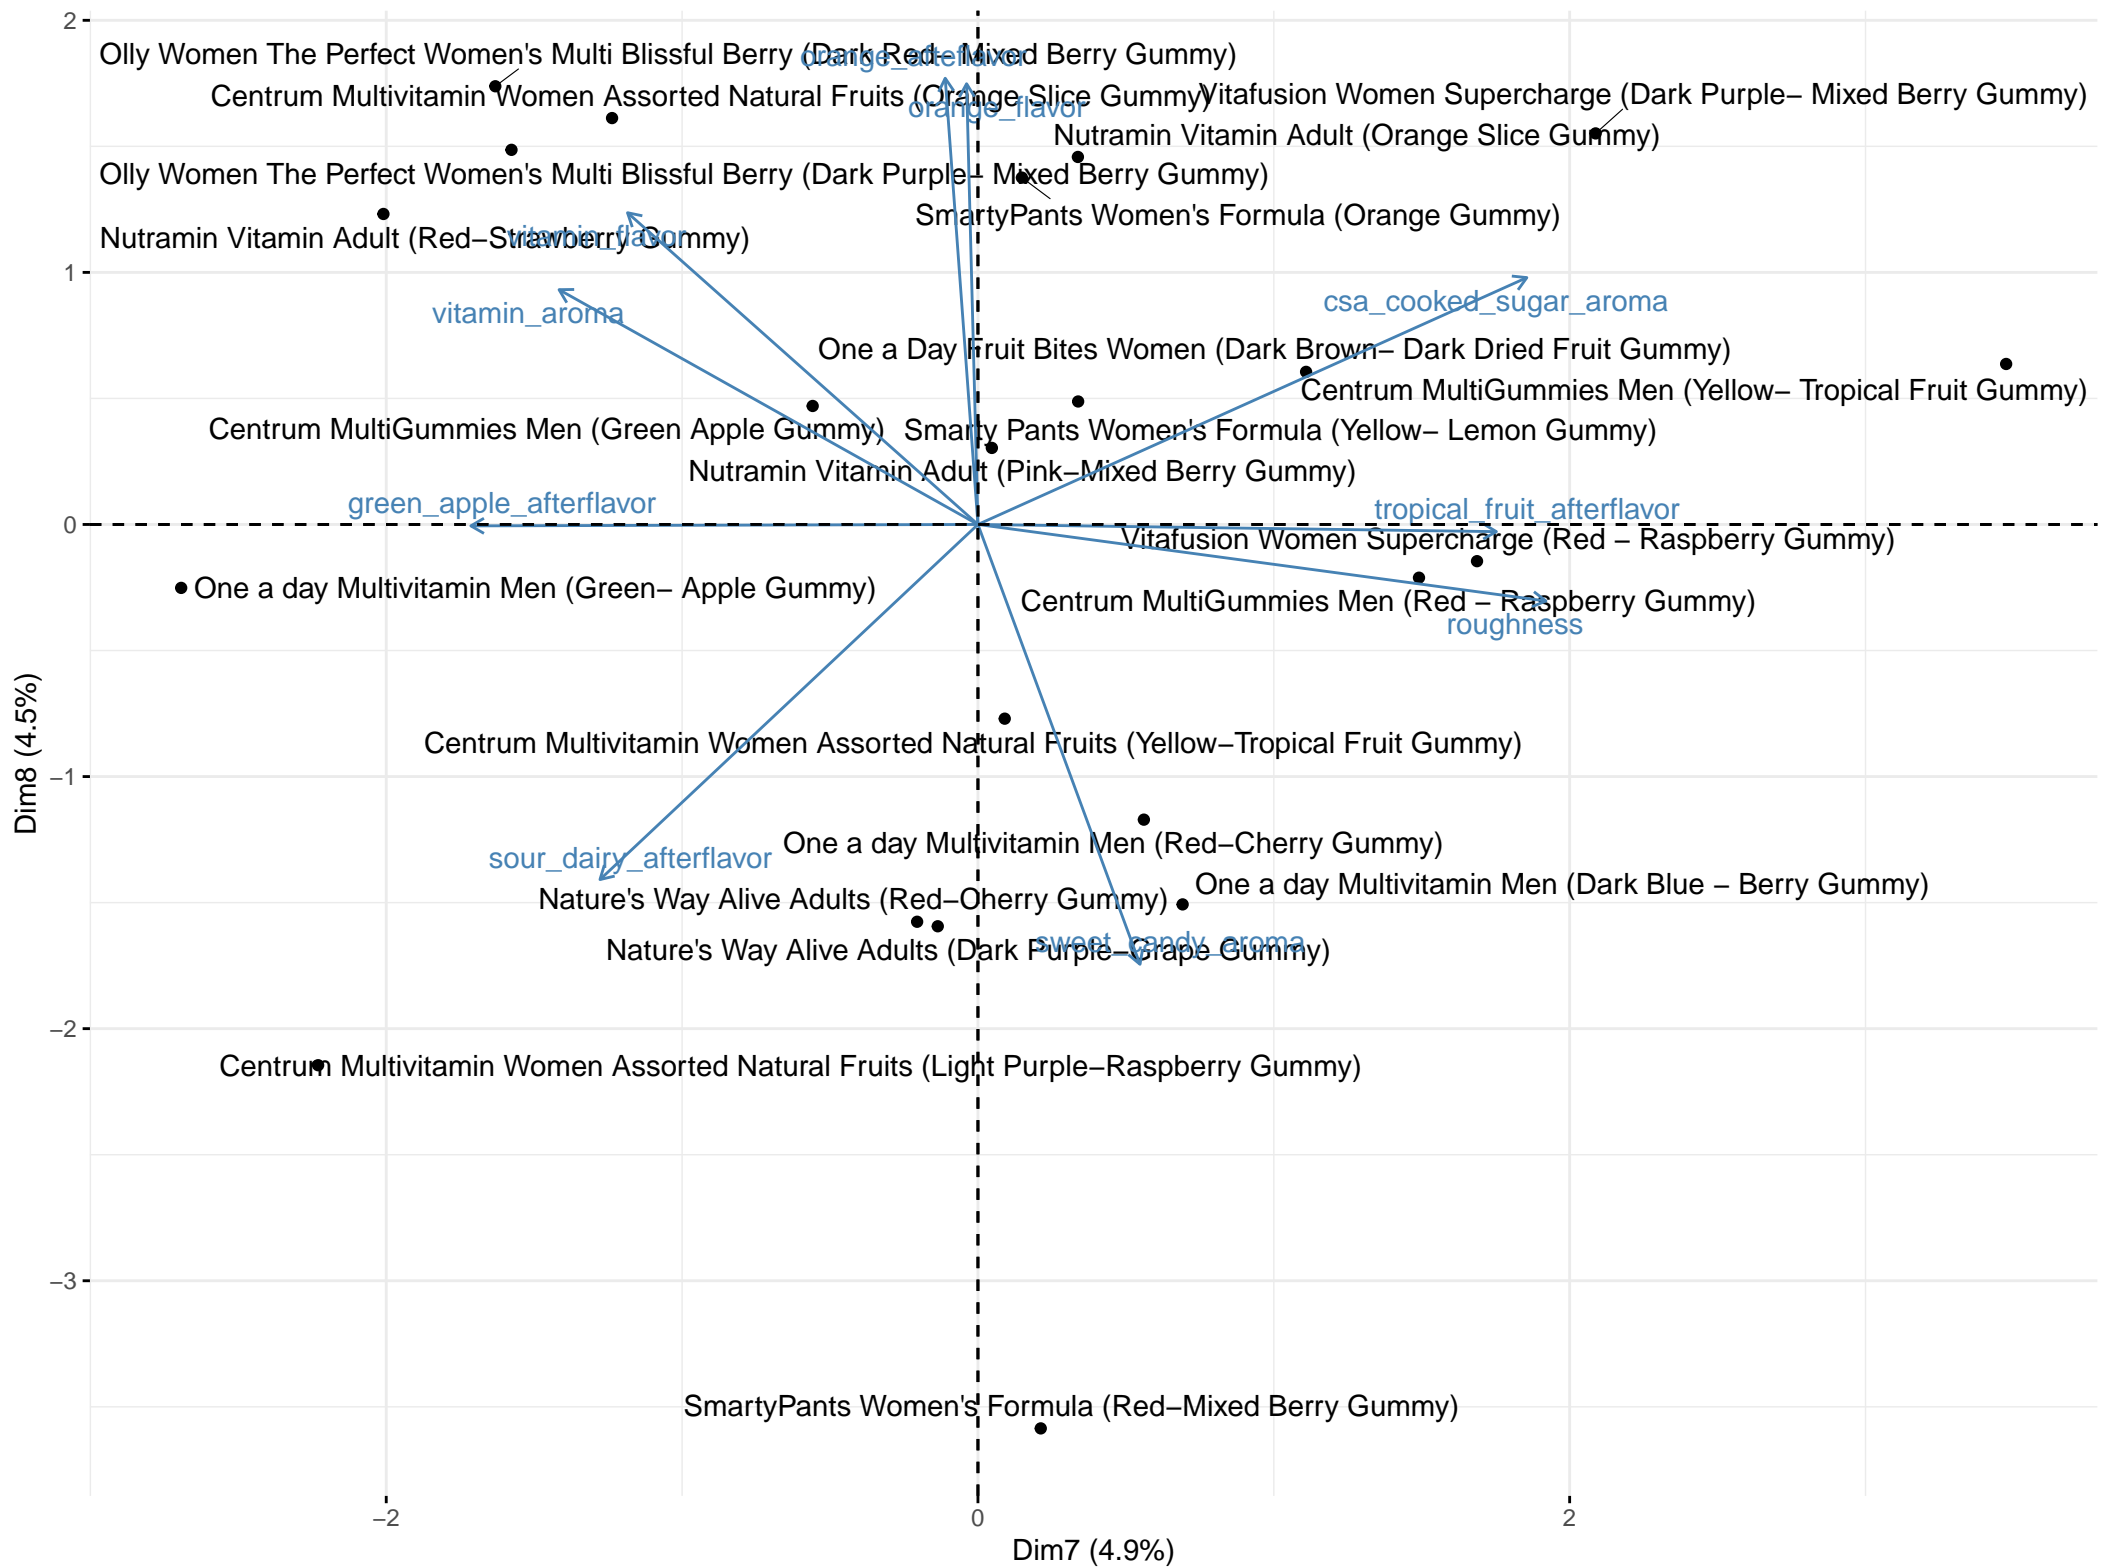 2
Olly Women The Perfect Women's Multi Blissful Berry (Dark Red– Mixed Berry Gummy)
orange_afteflavor
Centrum Multivitamin Women Assorted Natural Fruits (Orange Slice Gummy)
Vitafusion Women Supercharge (Dark Purple– Mixed Berry Gummy)
orange_flavor
Nutramin Vitamin Adult (Orange Slice Gummy)
Olly Women The Perfect Women's Multi Blissful Berry (Dark Purple– Mixed Berry Gummy)
SmartyPants Women's Formula (Orange Gummy)
Nutramin Vitamin Adult (Red–Strawberry Gummy)
vitamin_flavor
1
csa_cooked_sugar_aroma
vitamin_aroma
One a Day Fruit Bites Women (Dark Brown– Dark Dried Fruit Gummy)
Centrum MultiGummies Men (Yellow– Tropical Fruit Gummy)
Centrum MultiGummies Men (Green Apple Gummy)
Smarty Pants Women's Formula (Yellow– Lemon Gummy)
Nutramin Vitamin Adult (Pink–Mixed Berry Gummy)
green_apple_afterflavor
tropical_fruit_afterflavor
0
Vitafusion Women Supercharge (Red – Raspberry Gummy)
One a day Multivitamin Men (Green– Apple Gummy)
Centrum MultiGummies Men (Red – Raspberry Gummy)
roughness
Centrum Multivitamin Women Assorted Natural Fruits (Yellow–Tropical Fruit Gummy)
Dim8 (4.5%)
–1
One a day Multivitamin Men (Red–Cherry Gummy)
sour_dairy_afterflavor
One a day Multivitamin Men (Dark Blue – Berry Gummy)
Nature's Way Alive Adults (Red–Cherry Gummy)
sweet_candy_aroma
Nature's Way Alive Adults (Dark Purple–Grape Gummy)
–2
Centrum Multivitamin Women Assorted Natural Fruits (Light Purple–Raspberry Gummy)
–3
SmartyPants Women's Formula (Red–Mixed Berry Gummy)
–2
0
2
Dim7 (4.9%)